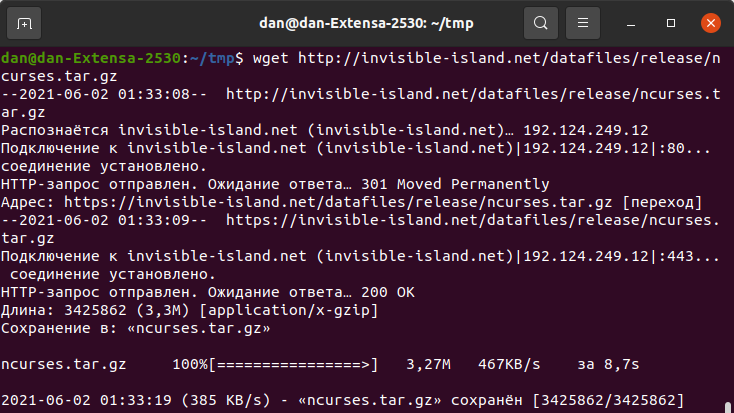 dan@dan-Extensa-2530: ~/tmp
dan@dan-Extensa-2530:~/tmp$ wget http://invisible-island.net/datafiles/release/n
curses.tar.gz
--2021-06-02 01:33:08--  http://invisible-island.net/datafiles/release/ncurses.t
ar.gz
Распознаётся invisible-island.net (invisible-island.net)… 192.124.249.12
Подключение к invisible-island.net (invisible-island.net)|192.124.249.12|:80...
соединение установлено.
HTTP-запрос отправлен. Ожидание ответа… 301 Moved Permanently
Адрес: https://invisible-island.net/datafiles/release/ncurses.tar.gz [переход]
--2021-06-02 01:33:09--  https://invisible-island.net/datafiles/release/ncurses.
tar.gz
Подключение к invisible-island.net (invisible-island.net)|192.124.249.12|:443...
 соединение установлено.
HTTP-запрос отправлен. Ожидание ответа… 200 OK
Длина: 3425862 (3,3M) [application/x-gzip]
Сохранение в: «ncurses.tar.gz»
ncurses.tar.gz     100%[================>]   3,27M   467KB/s    за 8,7s
2021-06-02 01:33:19 (385 KB/s) - «ncurses.tar.gz» сохранён [3425862/3425862]